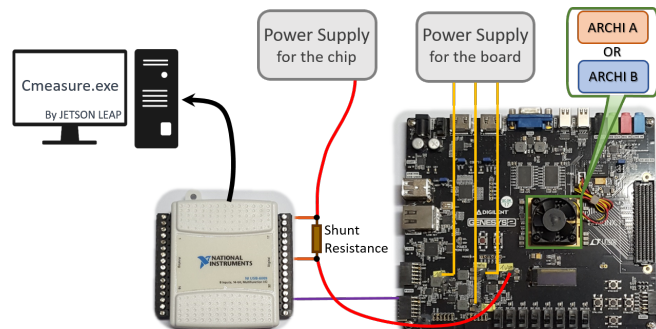 Power Supply
for the chip
Power Supply
for the board
ARCHI A
OR
ARCHI B
Cmeasure.exe
By JETSON LEAP
Shunt
Resistance
NATIONAL
INSTRUMENTS
DIGILENT
GENESYS 2